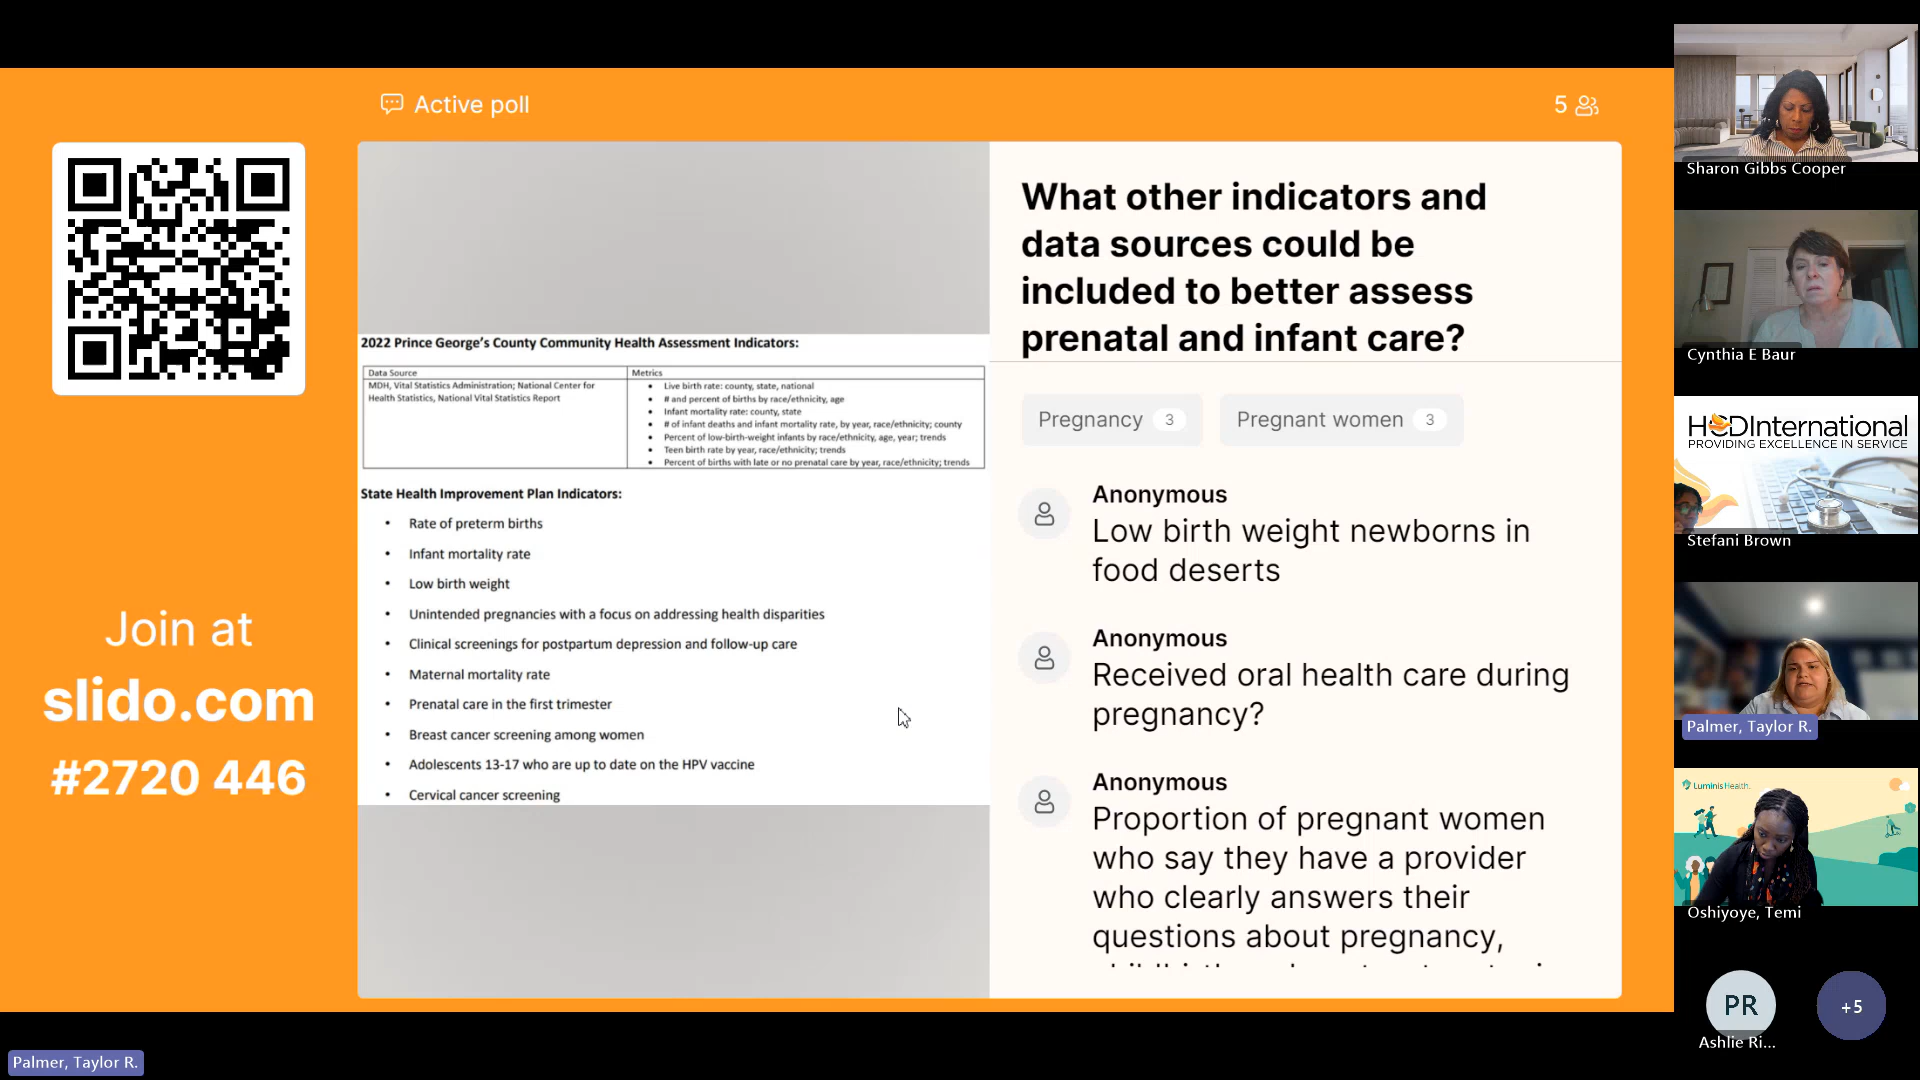 Active poll
5
Join at
slido.com
#2720 446
2022 Prince George's County Community Health Assessment Indicators:
Data Source
Metrics
MDH, Vital Statistics Administration; National Center for
Health Statistics, National Vital Statistics Report
• Live birth rate: county, state, national
• # and percent of births by race/ethnicity, age
• Infant mortality rate: county, state
• # of infant deaths and infant mortality rate, by year, race/ethnicity; county
• Percent of low-birth-weight infants by race/ethnicity, age, year; trends
• Teen birth rate by year, race/ethnicity; trends
• Percent of births with late or no prenatal care by year, race/ethnicity; trends
State Health Improvement Plan Indicators:
• Rate of preterm births
• Infant mortality rate
• Low birth weight
• Unintended pregnancies with a focus on addressing health disparities
• Clinical screenings for postpartum depression and follow-up care
• Maternal mortality rate
• Prenatal care in the first trimester
• Breast cancer screening among women
• Adolescents 13-17 who are up to date on the HPV vaccine
• Cervical cancer screening
What other indicators and
data sources could be
included to better assess
prenatal and infant care?
Pregnancy 3
Pregnant women 3
Anonymous
Low birth weight newborns in
food deserts
Anonymous
Received oral health care during
pregnancy?
Anonymous
Proportion of pregnant women
who say they have a provider
who clearly answers their
questions about pregnancy,
Sharon Gibbs Cooper
Cynthia E Baur
HCDInternational
PROVIDING EXCELLENCE IN SERVICE
Stefani Brown
Palmer, Taylor R.
Luminis Health
Oshiyoye, Temi
PR
Ashlie Ri...
+5
Palmer, Taylor R.